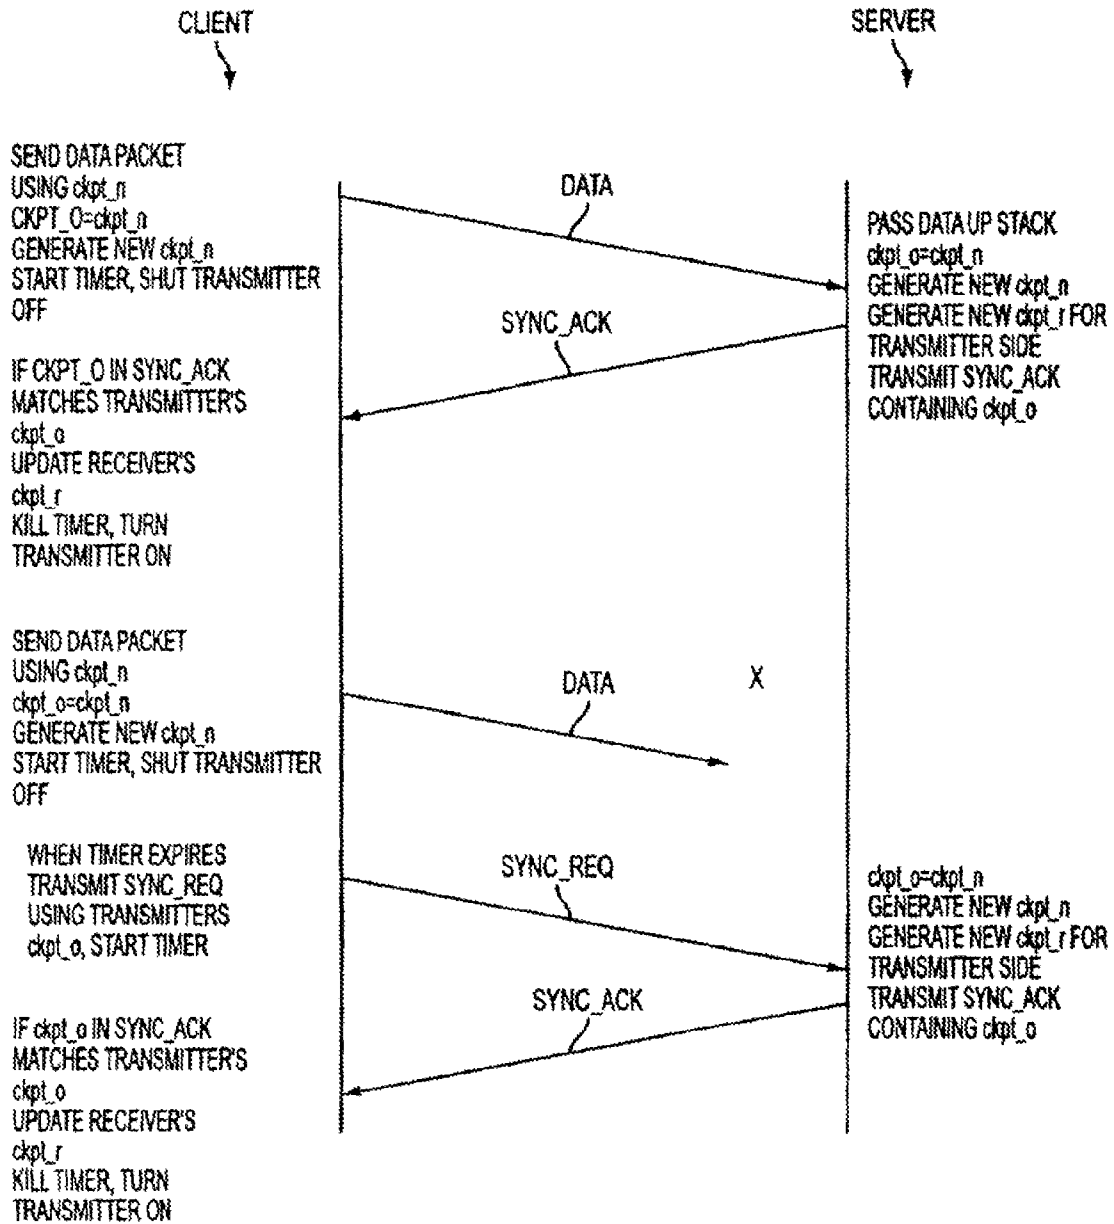 CLIENT
SERVER
SEND DATA PACKET
USING ckpt_n
CKPT_O=ckpt_n
GENERATE NEW ckpt_n
START TIMER, SHUT TRANSMITTER
OFF
DATA
PASS DATA UP STACK
ckpt_o=ckpt_n
GENERATE NEW ckpt_n
GENERATE NEW ckpt_r FOR
TRANSMITTER SIDE
TRANSMIT SYNC_ACK
CONTAINING ckpt_o
SYNC_ACK
IF CKPT_O IN SYNC_ACK
MATCHES TRANSMITTER'S
ckpt_o
UPDATE RECEIVER'S
ckpt_r
KILL TIMER, TURN
TRANSMITTER ON
SEND DATA PACKET
USING ckpt_n
ckpt_o=ckpt_n
GENERATE NEW ckpt_n
START TIMER, SHUT TRANSMITTER
OFF
DATA
X
WHEN TIMER EXPIRES
TRANSMIT SYNC_REQ
USING TRANSMITTERS
ckpt_o, START TIMER
SYNC_REQ
ckpt_o=ckpt_n
GENERATE NEW ckpt_n
GENERATE NEW ckpt_r FOR
TRANSMITTER SIDE
TRANSMIT SYNC_ACK
CONTAINING ckpt_o
SYNC_ACK
IF ckpt_o IN SYNC_ACK
MATCHES TRANSMITTER'S
ckpt_o
UPDATE RECEIVER'S
ckpt_r
KILL TIMER, TURN
TRANSMITTER ON